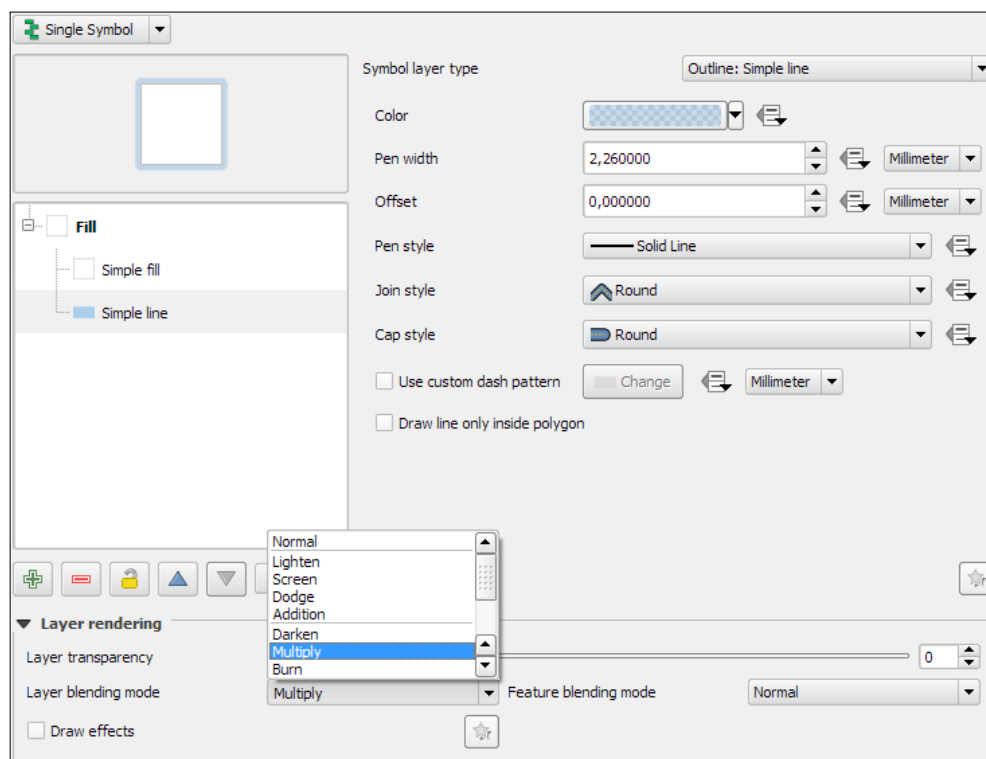 Single Symbol
Symbol layer type
Outline: Simple line
Color
Pen width
2,260000
Millimeter
Offset
0,000000
Millimeter
Fill
Pen style
Solid Line
Simple fill
Join style
Round
Simple line
Cap style
Round
Use custom dash pattern
Change
Millimeter
Draw line only inside polygon
Normal
Lighten
Screen
Dodge
Addition
Darken
Multiply
Burn
Layer rendering
Layer transparency
0
Layer blending mode
Multiply
Feature blending mode
Normal
Draw effects